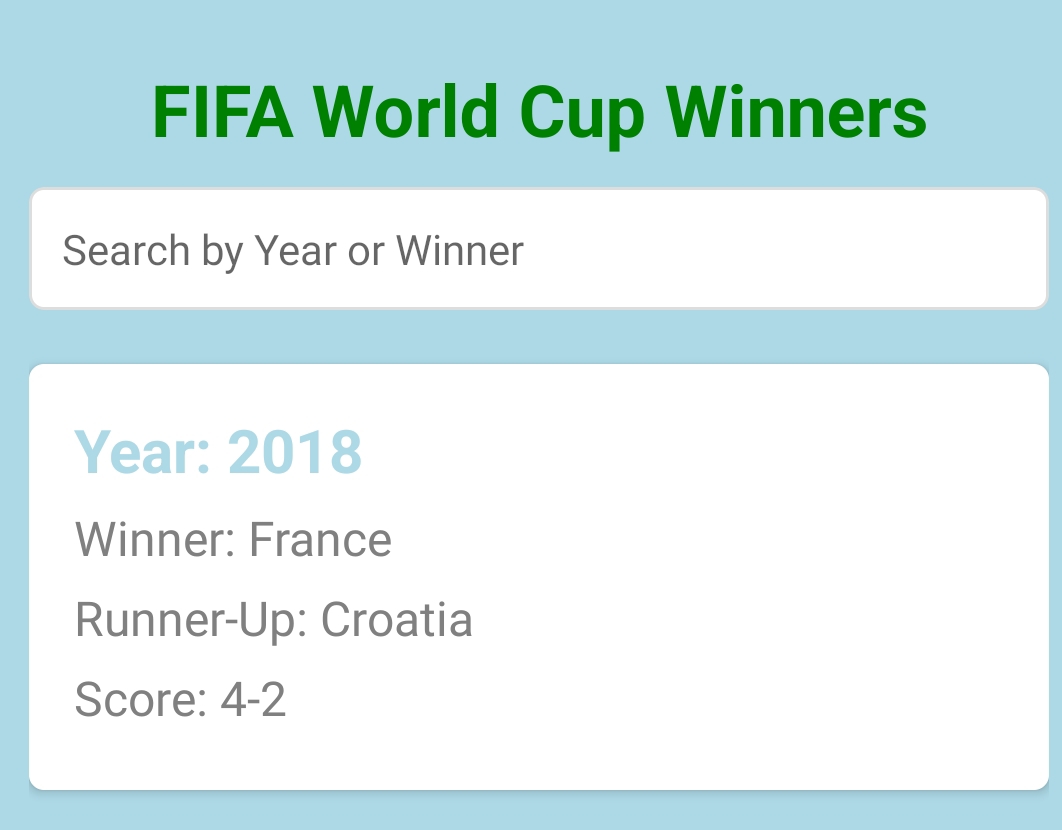 FIFA World Cup Winners
Search by Year or Winner
Year: 2018
Winner: France
Runner-Up: Croatia
Score: 4-2